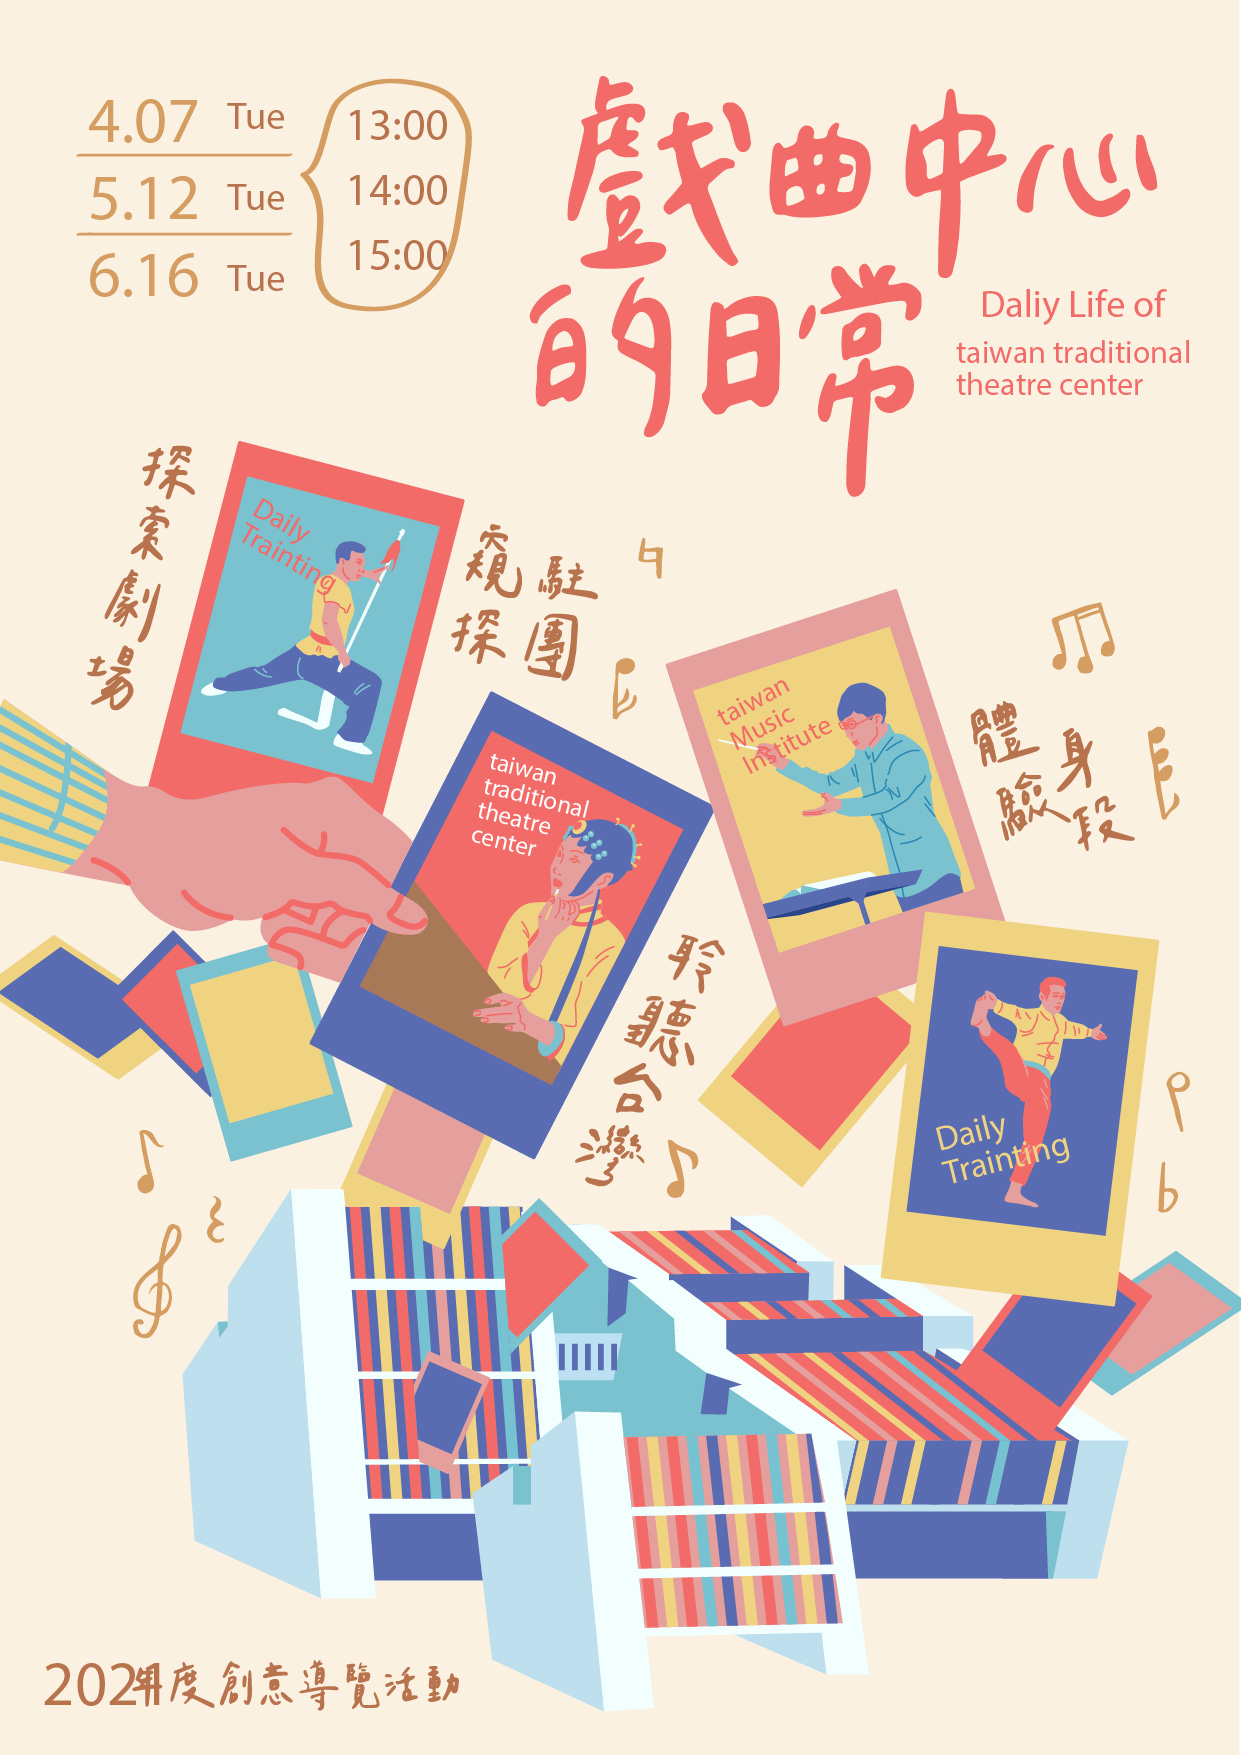 4.07 Tue
5.12 Tue
6.16 Tue
13:00
14:00
15:00
戲曲中心
的日常
Daliy Life of
taiwan traditional
theatre center
探索劇場
Daily
Trainting
窺探
駐團
taiwan
traditional
theatre
center
taiwan
Music
Institute
體驗
身段
聆聽台灣
Daily
Trainting
2021年度創意導覽活動